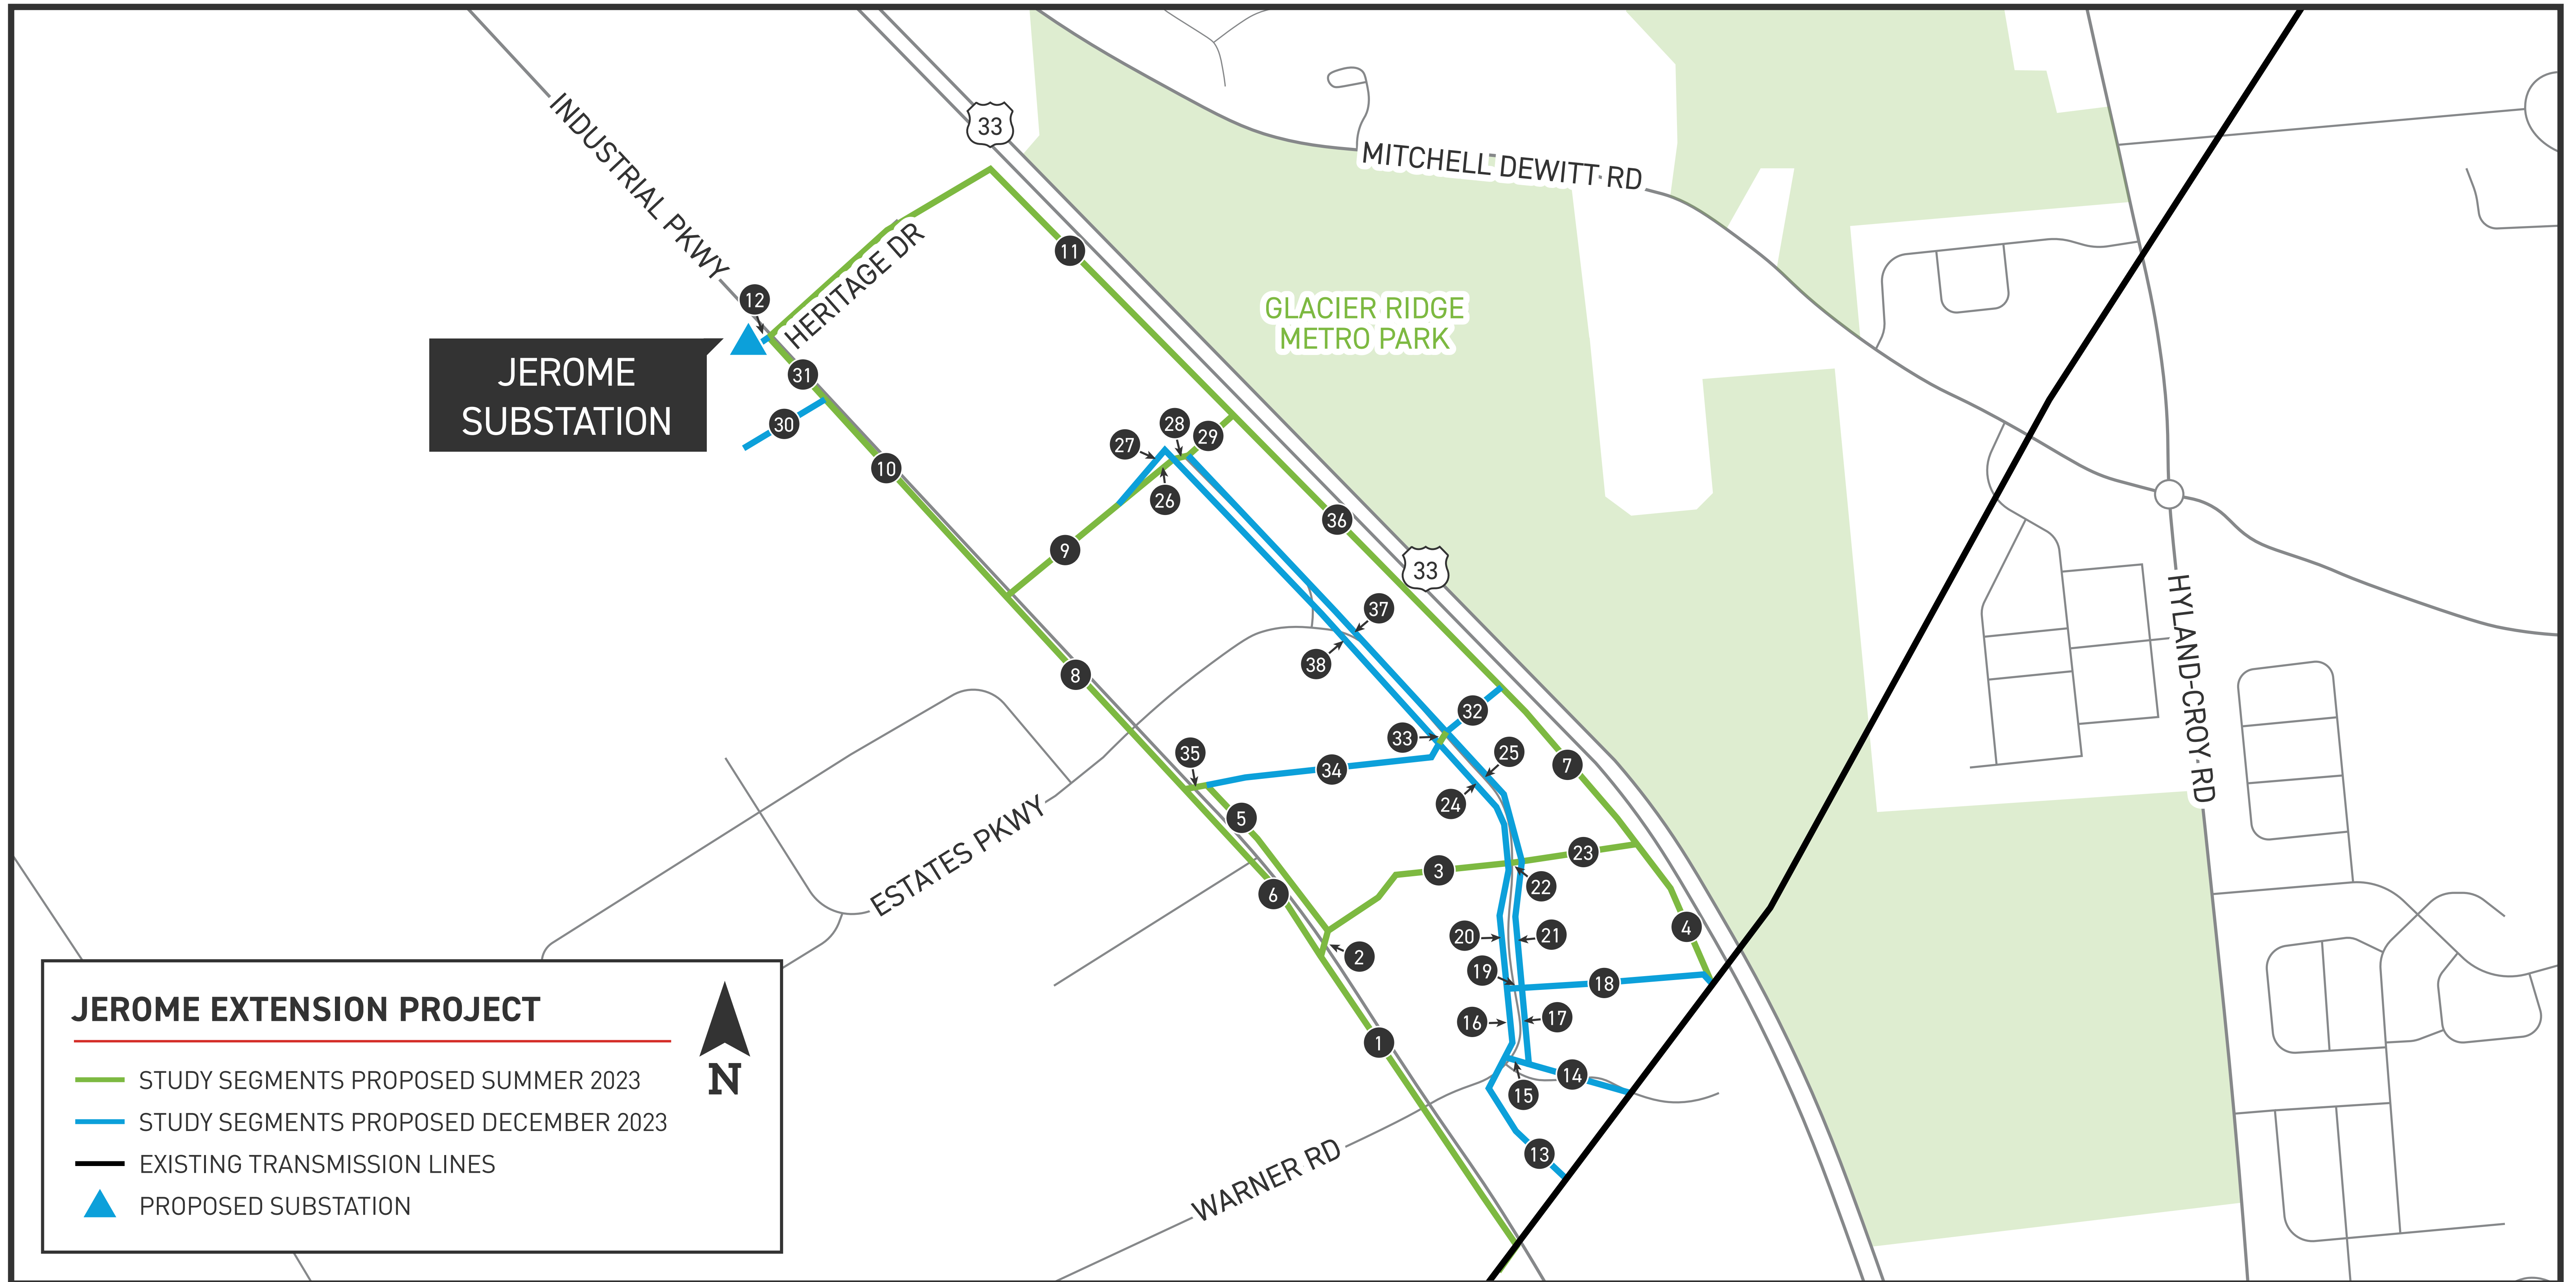 33
INDUSTRIAL PKWY
MITCHELL DEWITT RD
11
HERITAGE DR
12
GLACIER RIDGE
METRO PARK
JEROME
SUBSTATION
31
30
10
27
28
29
26
9
36
33
37
38
8
HYLAND-CROY RD
32
33
25
35
34
7
24
5
ESTATES PKWY
3
23
22
6
4
20
21
2
19
18
16
17
1
14
15
13
WARNER RD
JEROME EXTENSION PROJECT
N
STUDY SEGMENTS PROPOSED SUMMER 2023
STUDY SEGMENTS PROPOSED DECEMBER 2023
EXISTING TRANSMISSION LINES
PROPOSED SUBSTATION